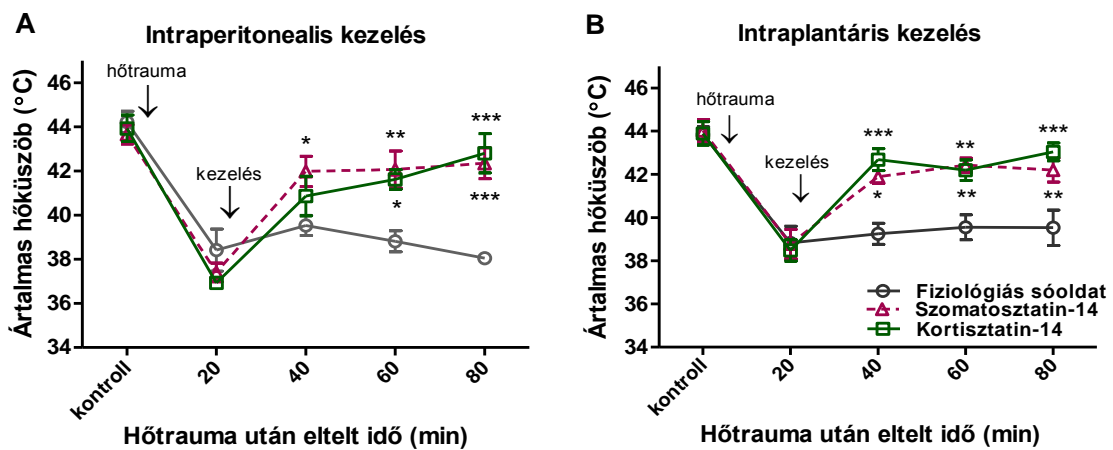 A
Intraperitonealis kezelés
Ártalmas hőküszöb (°C)
46
44
42
40
38
36
34
hőtrauma
kezelés
*
**
***
*
***
kontroll
20
40
60
80
Hőtrauma után eltelt idő (min)
B
Intraplantáris kezelés
Ártalmas hőküszöb (°C)
46
44
42
40
38
36
34
hőtrauma
kezelés
***
**
***
*
**
**
Fiziológiás sóoldat
Szomatosztatin-14
Kortisztatin-14
kontroll
20
40
60
80
Hőtrauma után eltelt idő (min)